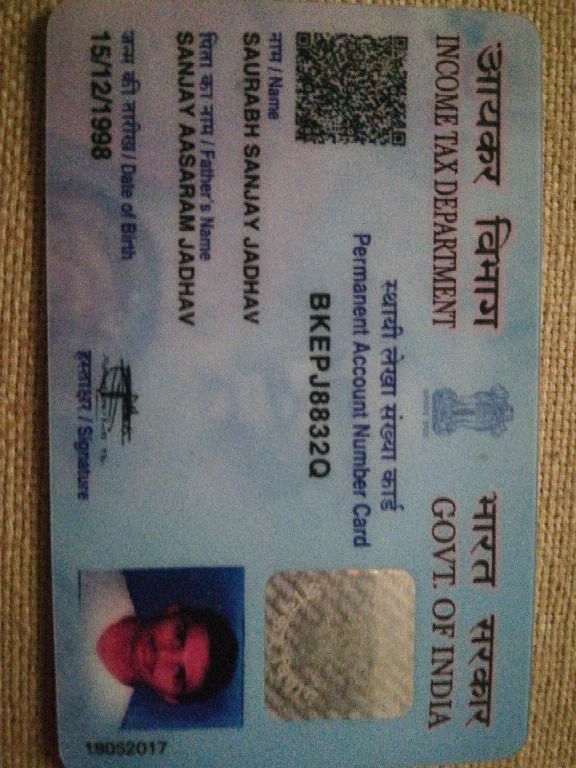 आयकर विभाग
INCOME TAX DEPARTMENT
भारत सरकार
GOVT. OF INDIA
स्थायी लेखा संख्या कार्ड
Permanent Account Number Card
BKEPJ8832Q
नाम / Name
SAURABH SANJAY JADHAV
पिता का नाम / Father's Name
SANJAY AASARAM JADHAV
जन्म की तारीख / Date of Birth
15/12/1998
हस्ताक्षर / Signature
18052017